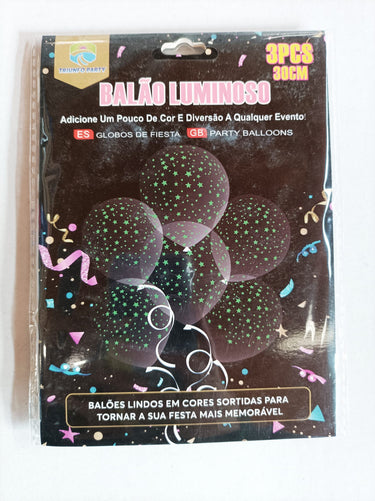 TRIUNFO PARTY
3PCS
30CM
BALÃO LUMINOSO
Adicione Um Pouco De Cor E Diversão A Qualquer Evento!
ES GLOBOS DE FIESTA GB PARTY BALLOONS
BALÕES LINDOS EM CORES SORTIDAS PARA
TORNAR A SUA FESTA MAIS MEMORÁVEL